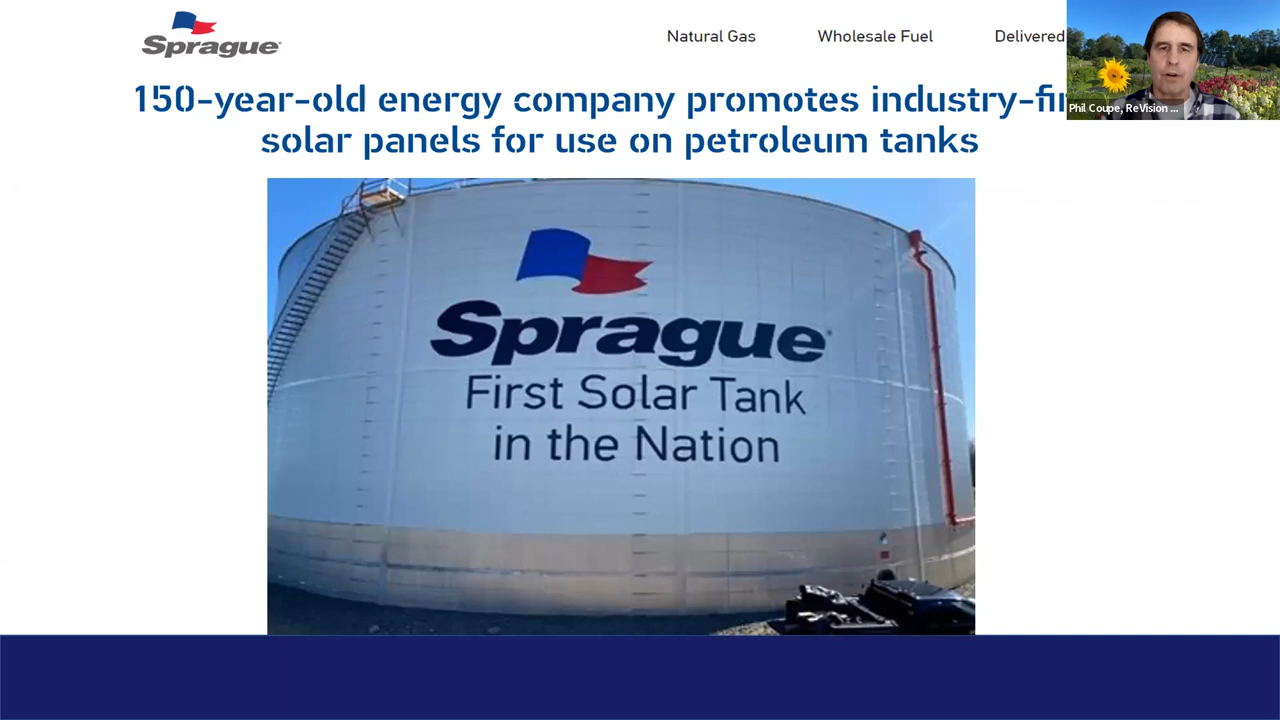 Sprague
Natural Gas
Wholesale Fuel
Delivered
Phil Coupe, ReVision ...
150-year-old energy company promotes industry-fi
solar panels for use on petroleum tanks
Sprague
First Solar Tank
in the Nation